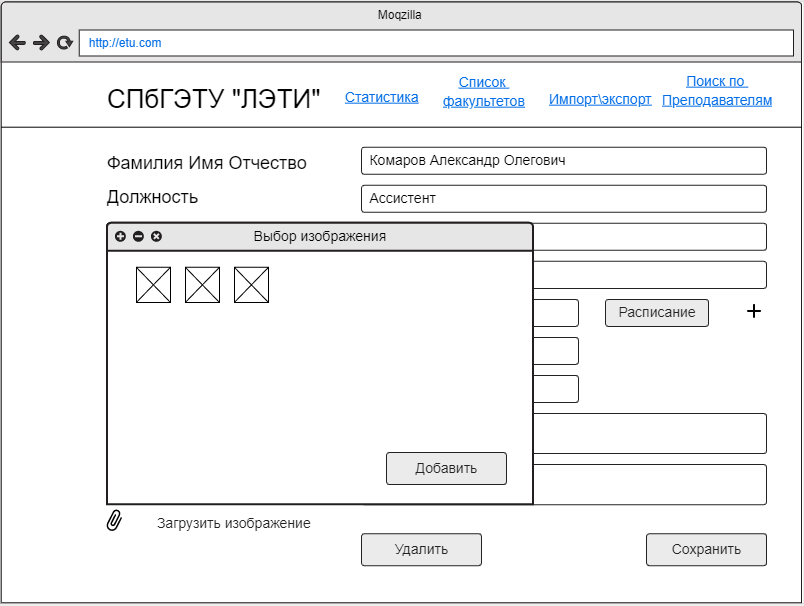 Moqzilla
http://etu.com
СПбГЭТУ "ЛЭТИ"
Статистика
Список
факультетов
Импорт\экспорт
Поиск по
Преподавателям
Фамилия Имя Отчество
Комаров Александр Олегович
Должность
Ассистент
Выбор изображения
Расписание
Добавить
Загрузить изображение
Удалить
Сохранить